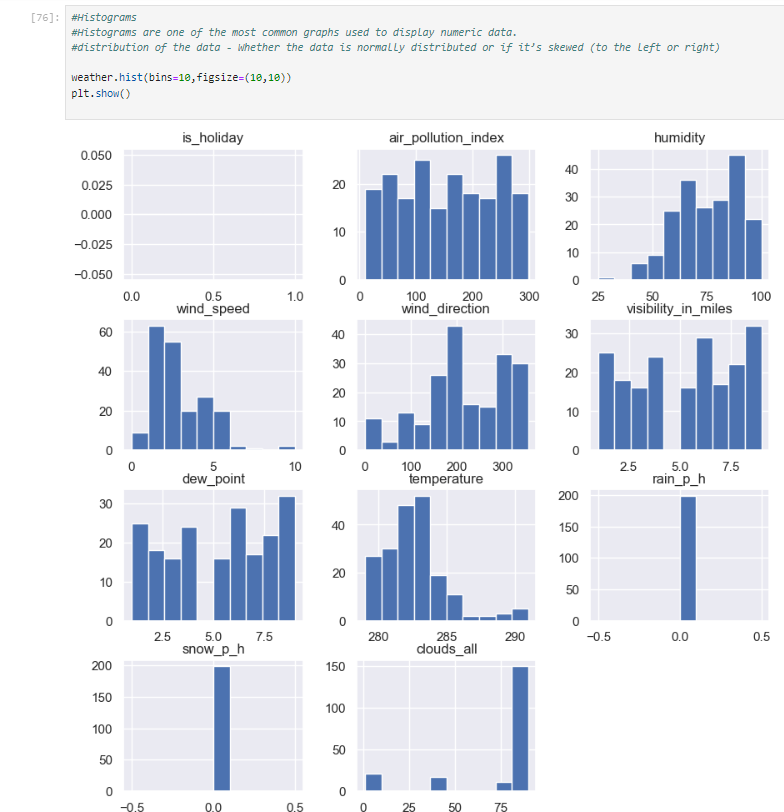 [76]:
#Histograms
#Histograms are one of the most common graphs used to display numeric data.
#distribution of the data - Whether the data is normally distributed or if it's skewed (to the left or right)
weather.hist(bins=10,figsize=(10,10))
plt.show()
is_holiday
0.050
0.025
0.000
−0.025
−0.050
0.0 0.5 1.0
air_pollution_index
20
10
0
0 100 200 300
humidity
40
30
20
10
0
25 50 75 100
wind_speed
60
40
20
0
0 5 10
wind_direction
40
30
20
10
0
0 100 200 300
visibility_in_miles
30
20
10
0
2.5 5.0 7.5
dew_point
30
20
10
0
2.5 5.0 7.5
temperature
40
20
0
280 285 290
rain_p_h
200
150
100
50
0
−0.5 0.0 0.5
snow_p_h
200
150
100
50
0
−0.5 0.0 0.5
clouds_all
150
100
50
0
0 25 50 75